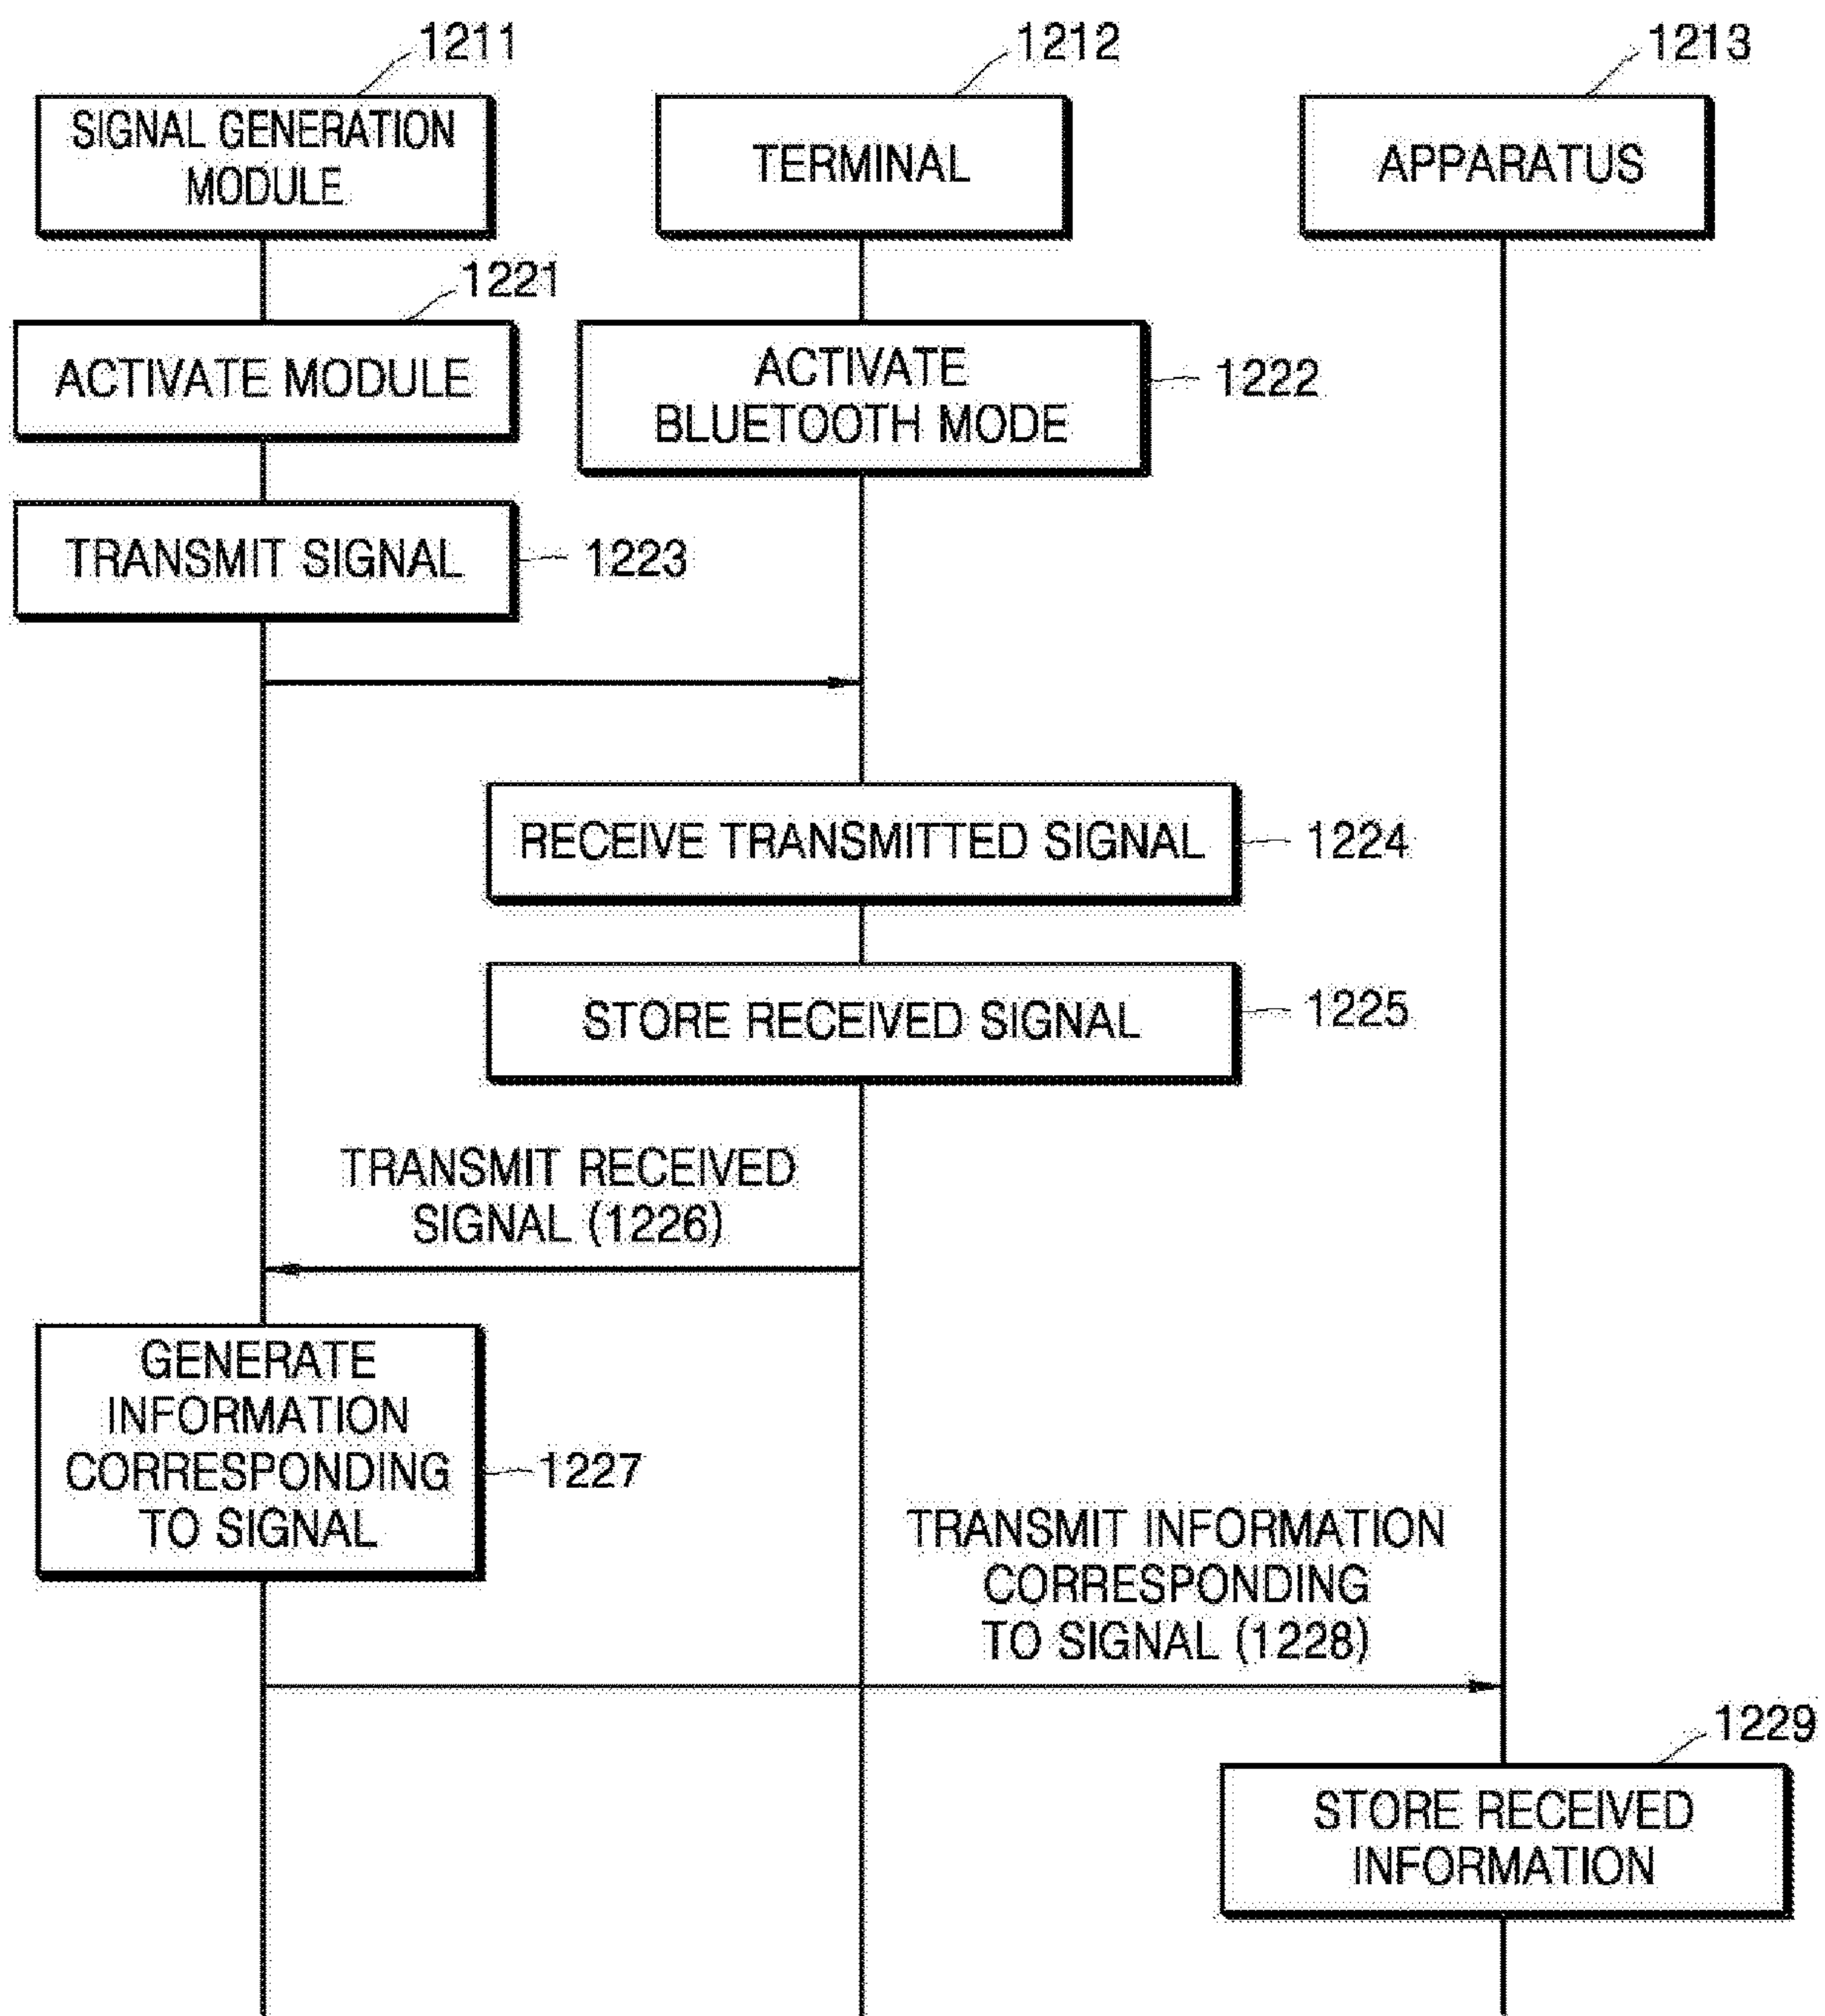 1211
1212
1213
SIGNAL GENERATION
MODULE
TERMINAL
APPARATUS
1221
ACTIVATE MODULE
ACTIVATE
BLUETOOTH MODE
1222
TRANSMIT SIGNAL
1223
RECEIVE TRANSMITTED SIGNAL
1224
STORE RECEIVED SIGNAL
1225
TRANSMIT RECEIVED
SIGNAL (1226)
GENERATE
INFORMATION
CORRESPONDING
TO SIGNAL
1227
TRANSMIT INFORMATION
CORRESPONDING
TO SIGNAL (1228)
1229
STORE RECEIVED
INFORMATION